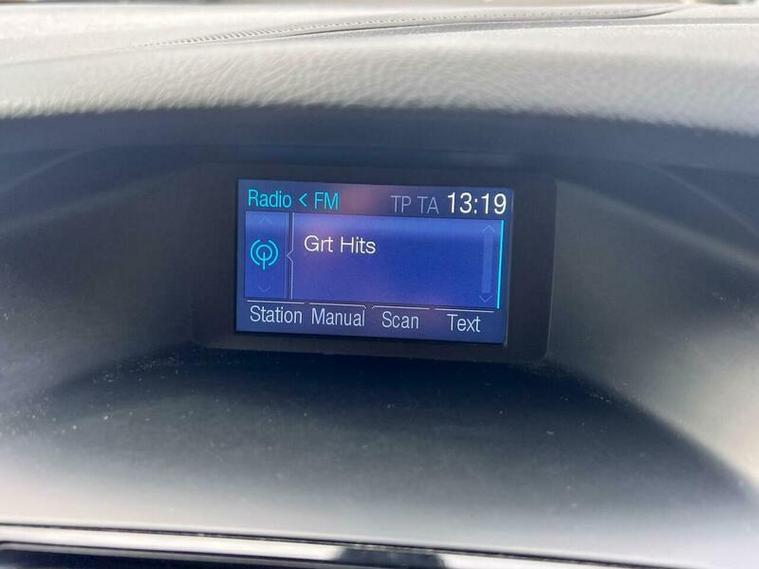 Radio < FM TP TA 13:19
Grt Hits
Station Manual Scan Text